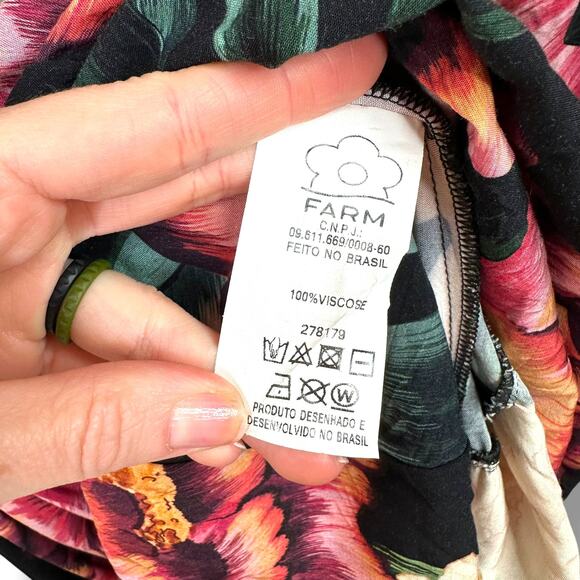 FARM
C.N.P.J.:
09.611.669/0008-60
FEITO NO BRASIL
100%VISCOSE
278179
W
PRODUTO DESENHADO E
DESENVOLVIDO NO BRASIL